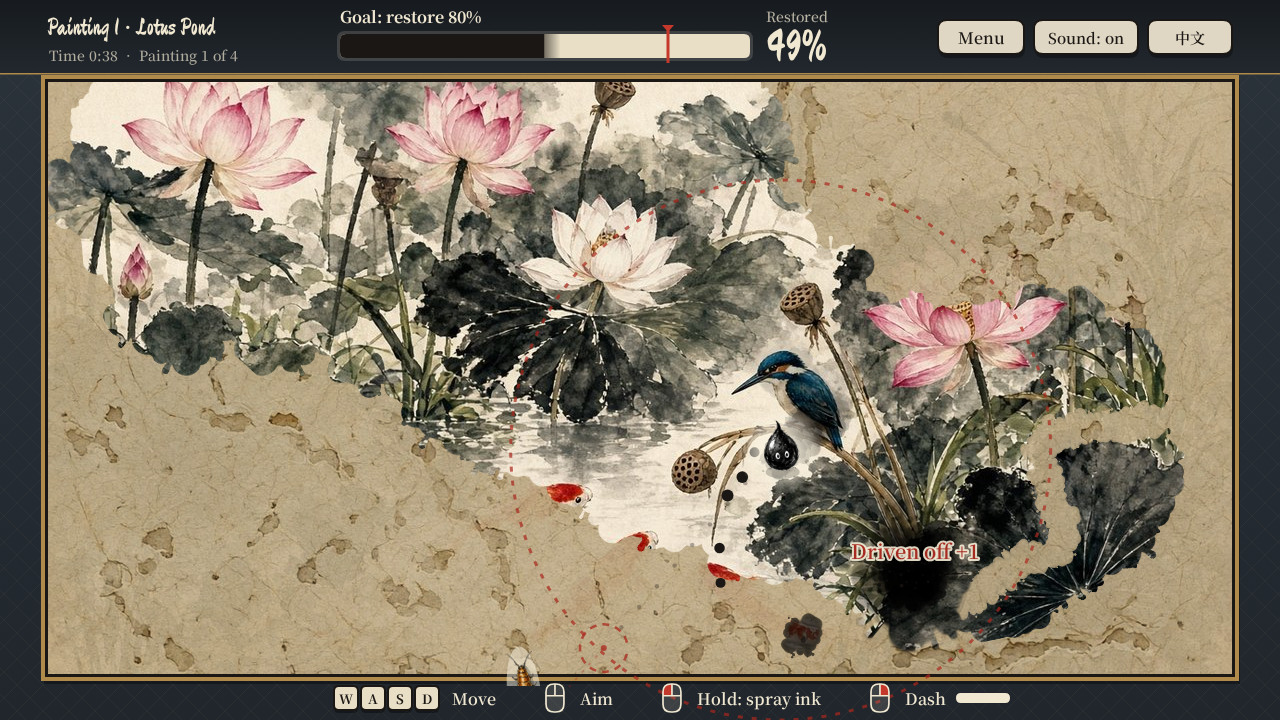 Painting 1 · Lotus Pond
Time 0:38 · Painting 1 of 4
Goal: restore 80%
Restored
49%
Menu
Sound: on
中文
Driven off +1
W A S D Move
Aim
Hold: spray ink
Dash